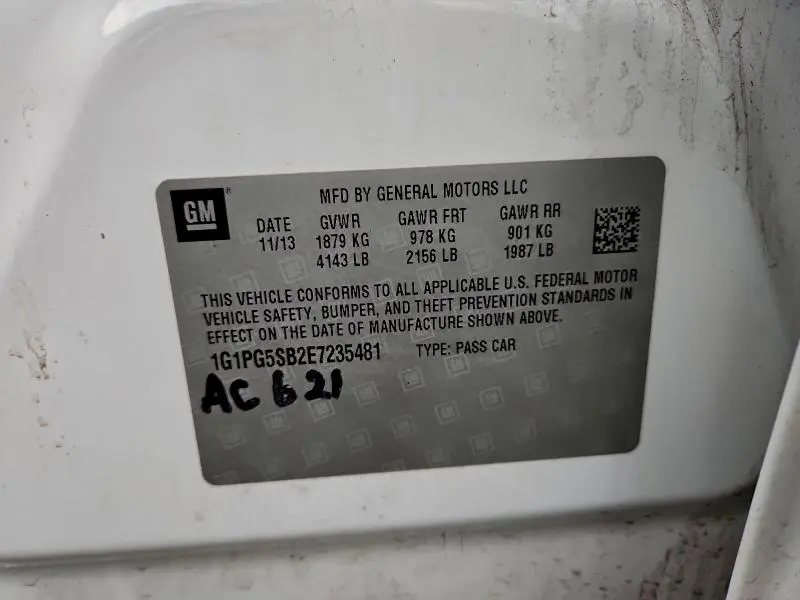 GM ® MFD BY GENERAL MOTORS LLC
DATE GVWR GAWR FRT GAWR RR
11/13 1879 KG 978 KG 901 KG
4143 LB 2156 LB 1987 LB
THIS VEHICLE CONFORMS TO ALL APPLICABLE U.S. FEDERAL MOTOR
VEHICLE SAFETY, BUMPER, AND THEFT PREVENTION STANDARDS IN
EFFECT ON THE DATE OF MANUFACTURE SHOWN ABOVE.
1G1PG5SB2E7235481 TYPE: PASS CAR
AC 621